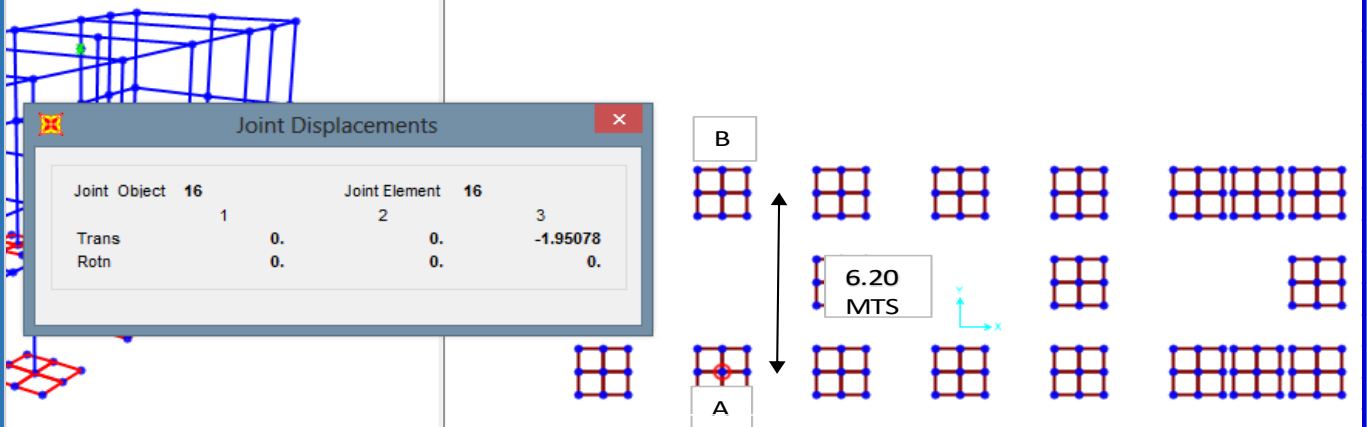 Joint Displacements
×
Joint Object 16 Joint Element 16
1 2 3
Trans 0. 0. -1.95078
Rotn 0. 0. 0.
B
6.20
MTS
Y
X
A